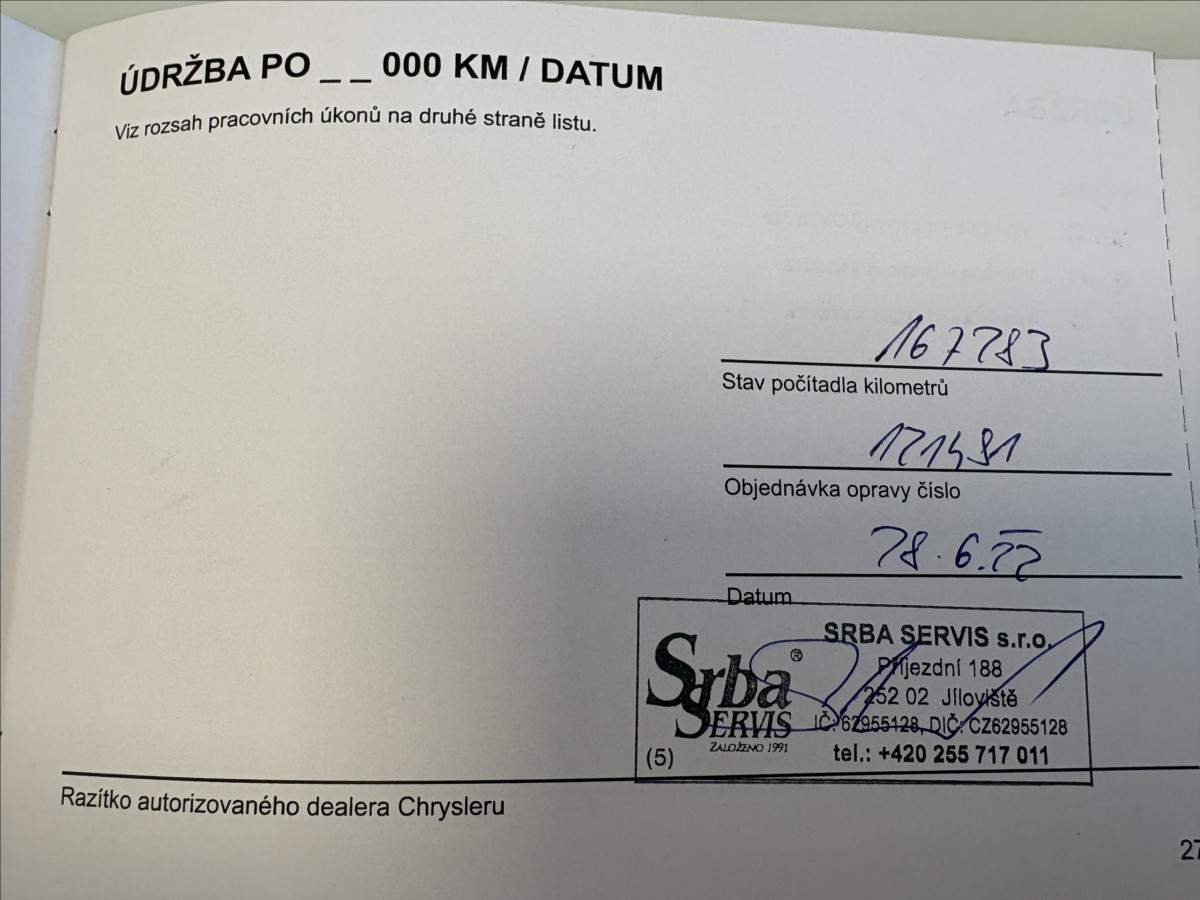 ÚDRŽBA PO _ _ 000 KM / DATUM
Viz rozsah pracovních úkonů na druhé straně listu.
167783
Stav počítadla kilometrů
121491
Objednávka opravy číslo
28.6.22
Datum
Srba ®
SERVIS
ZALOŽENO 1991
(5)
SRBA SERVIS s.r.o.
Příjezdní 188
252 02 Jíloviště
IČ: 62955128, DIČ: CZ62955128
tel.: +420 255 717 011
Razítko autorizovaného dealera Chrysleru
27